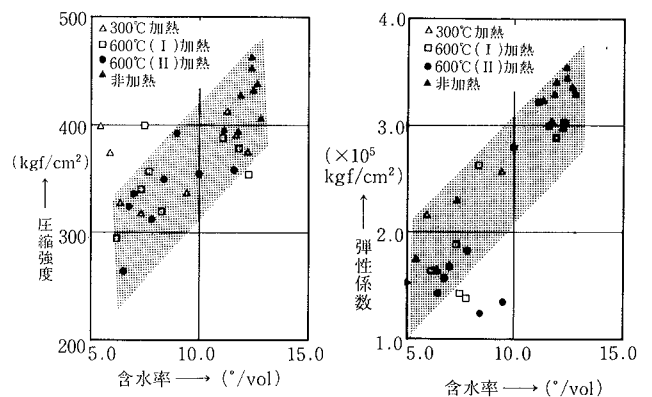 500
△ 300℃加熱
□ 600℃(I)加熱
● 600℃(II)加熱
▲ 非加熱
400
(kgf/cm²)
圧縮強度
300
200
5.0 10.0 15.0
含水率 → (°/vol)
4.0
△ 300℃加熱
□ 600℃(I)加熱
● 600℃(II)加熱
▲ 非加熱
3.0
(×10⁵
kgf/cm²)
弾性係数
2.0
1.0
5.0 10.0 15.0
含水率 → (°/vol)